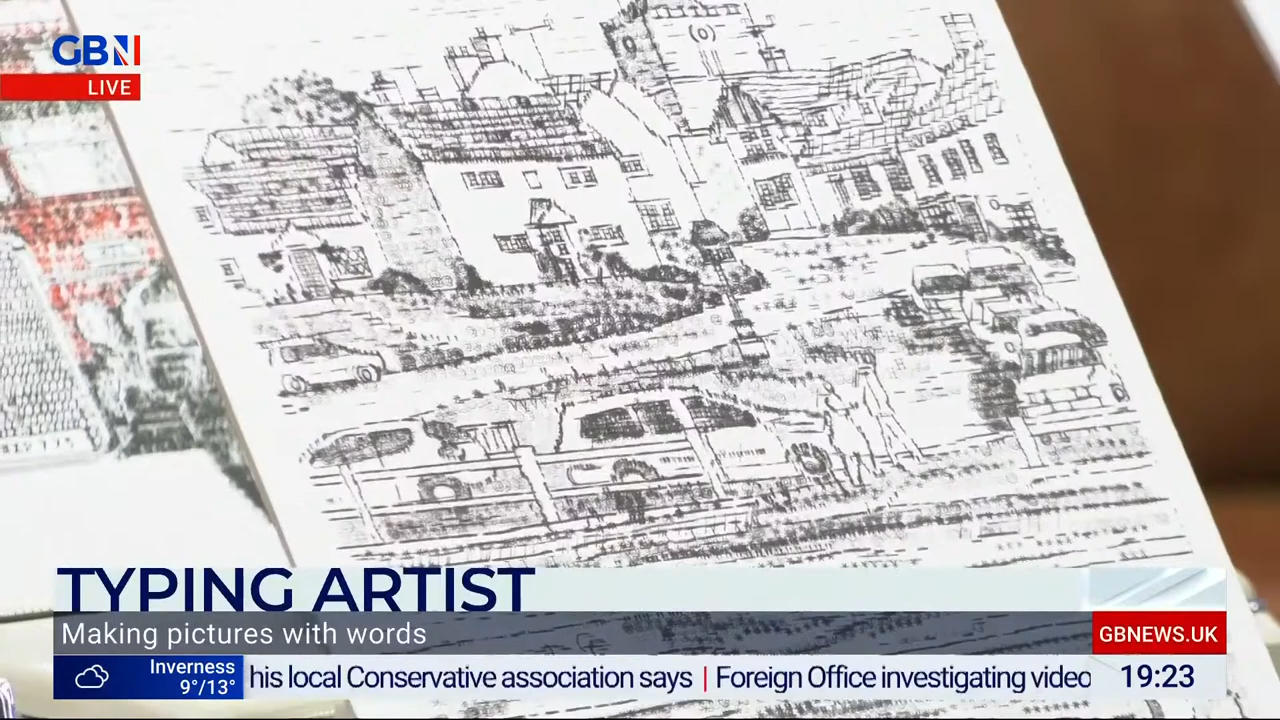 GBN
LIVE
TYPING ARTIST
Making pictures with words
GBNEWS.UK
Inverness
9°/13°
his local Conservative association says | Foreign Office investigating video
19:23